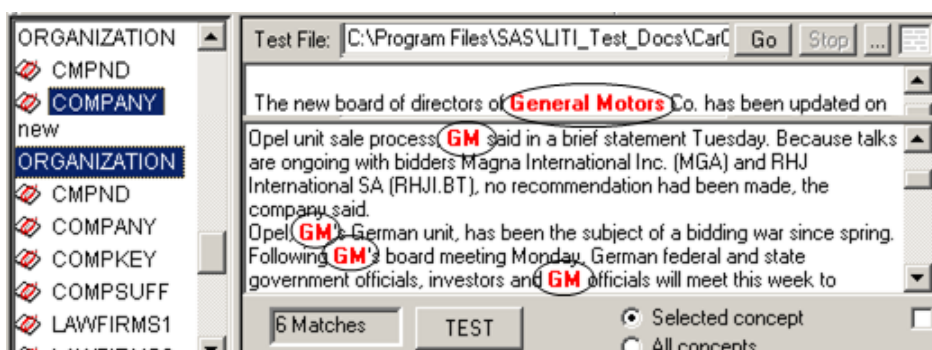 ORGANIZATION
CMPND
COMPANY
new
ORGANIZATION
CMPND
COMPANY
COMPKEY
COMPSUFF
LAWFIRMS1
Test File: C:\Program Files\SAS\LITI_Test_Docs\Car Go Stop ...
The new board of directors of General Motors Co. has been updated on
Opel unit sale process, GM said in a brief statement Tuesday. Because talks
are ongoing with bidders Magna International Inc. (MGA) and RHJ
International SA (RHJI.BT), no recommendation had been made, the
company said.
Opel, GM's German unit, has been the subject of a bidding war since spring.
Following GM's board meeting Monday, German federal and state
government officials, investors and GM officials will meet this week to
6 Matches TEST Selected concept
All concepts